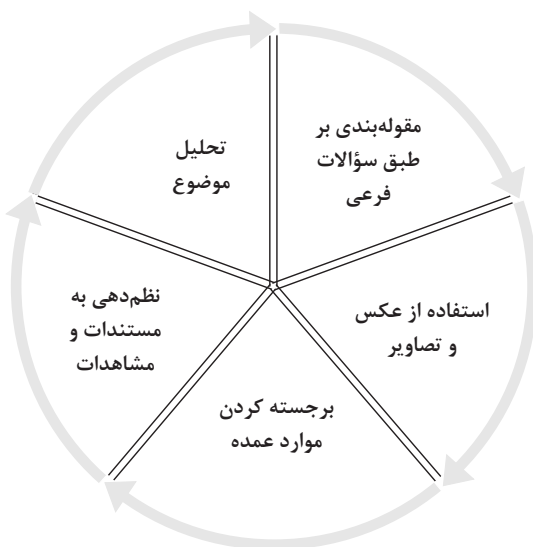 مقوله‌بندی بر
طبق سؤالات
فرعی
استفاده از عکس
و تصاویر
برجسته کردن
موارد عمده
نظم‌دهی به
مستندات و
مشاهدات
تحلیل
موضوع